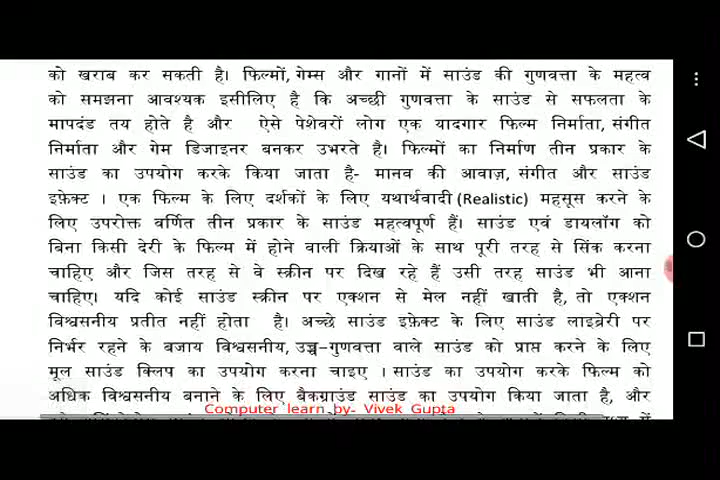 को खराब कर सकती है। फिल्मों, गेम्स और गानों में साउंड की गुणवत्ता के महत्व
को समझना आवश्यक इसीलिए है कि अच्छी गुणवत्ता के साउंड से सफलता के
मापदंड तय होते है और ऐसे पेशेवरों लोग एक यादगार फिल्म निर्माता, संगीत
निर्माता और गेम डिजाइनर बनकर उभरते है। फिल्मों का निर्माण तीन प्रकार के
साउंड का उपयोग करके किया जाता है- मानव की आवाज़, संगीत और साउंड
इफ़ेक्ट । एक फिल्म के लिए दर्शकों के लिए यथार्थवादी (Realistic) महसूस करने के
लिए उपरोक्त वर्णित तीन प्रकार के साउंड महत्वपूर्ण हैं। साउंड एवं डायलॉग को
बिना किसी देरी के फिल्म में होने वाली क्रियाओं के साथ पूरी तरह से सिंक करना
चाहिए और जिस तरह से वे स्क्रीन पर दिख रहे हैं उसी तरह साउंड भी आना
चाहिए। यदि कोई साउंड स्क्रीन पर एक्शन से मेल नहीं खाती है, तो एक्शन
विश्वसनीय प्रतीत नहीं होता है। अच्छे साउंड इफ़ेक्ट के लिए साउंड लाइब्रेरी पर
निर्भर रहने के बजाय विश्वसनीय, उच्च-गुणवत्ता वाले साउंड को प्राप्त करने के लिए
मूल साउंड क्लिप का उपयोग करना चाइए । साउंड का उपयोग करके फिल्म को
अधिक विश्वसनीय बनाने के लिए बैकग्राउंड साउंड का उपयोग किया जाता है, और
Computer learn by- Vivek Gupta